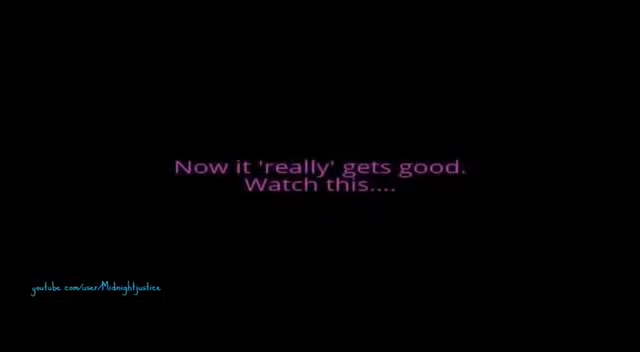 Now it 'really' gets good.
Watch this....
youtube.com/user/Midnightjustice